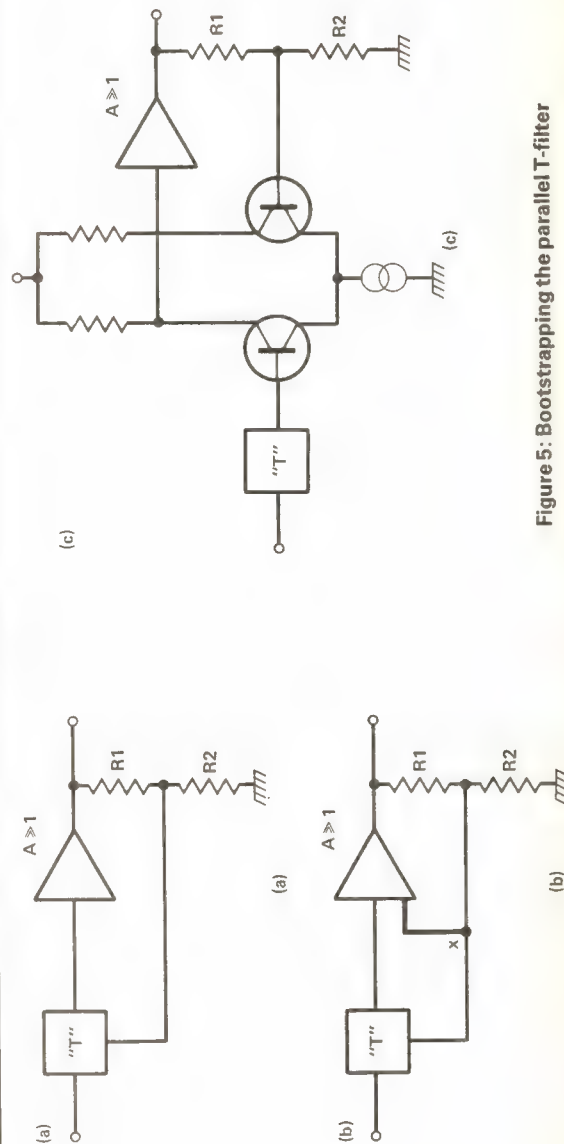 (a)
"T"
A ⩾ 1
R1
R2
(a)
(b)
"T"
A ⩾ 1
x
R1
R2
(b)
(c)
"T"
A ⩾ 1
R1
R2
(c)
Figure 5: Bootstrapping the parallel T-filter